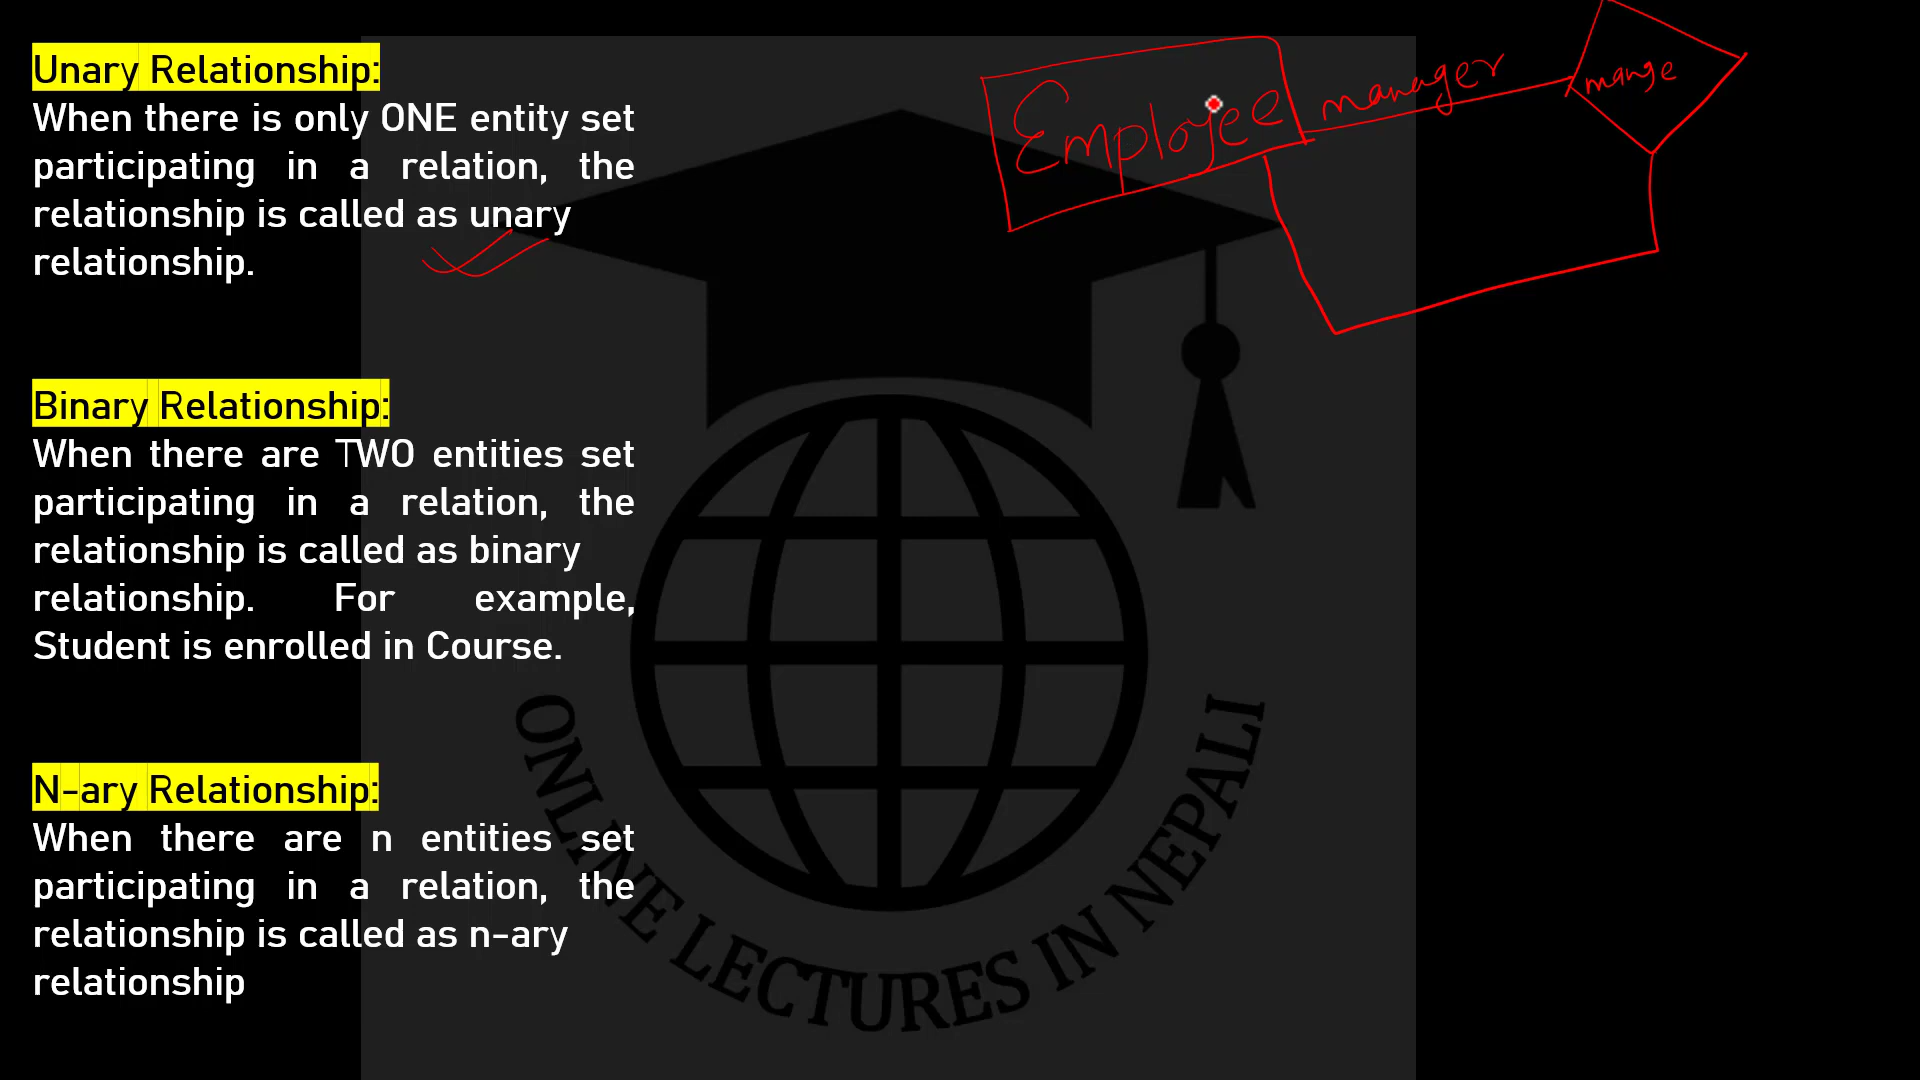 Unary Relationship:
When there is only ONE entity set
participating in a relation, the
relationship is called as unary
relationship.
Binary Relationship:
When there are TWO entities set
participating in a relation, the
relationship is called as binary
relationship. For example,
Student is enrolled in Course.
N-ary Relationship:
When there are n entities set
participating in a relation, the
relationship is called as n-ary
relationship
Employee
manager
mange
ONLINE LECTURES IN NEPALI